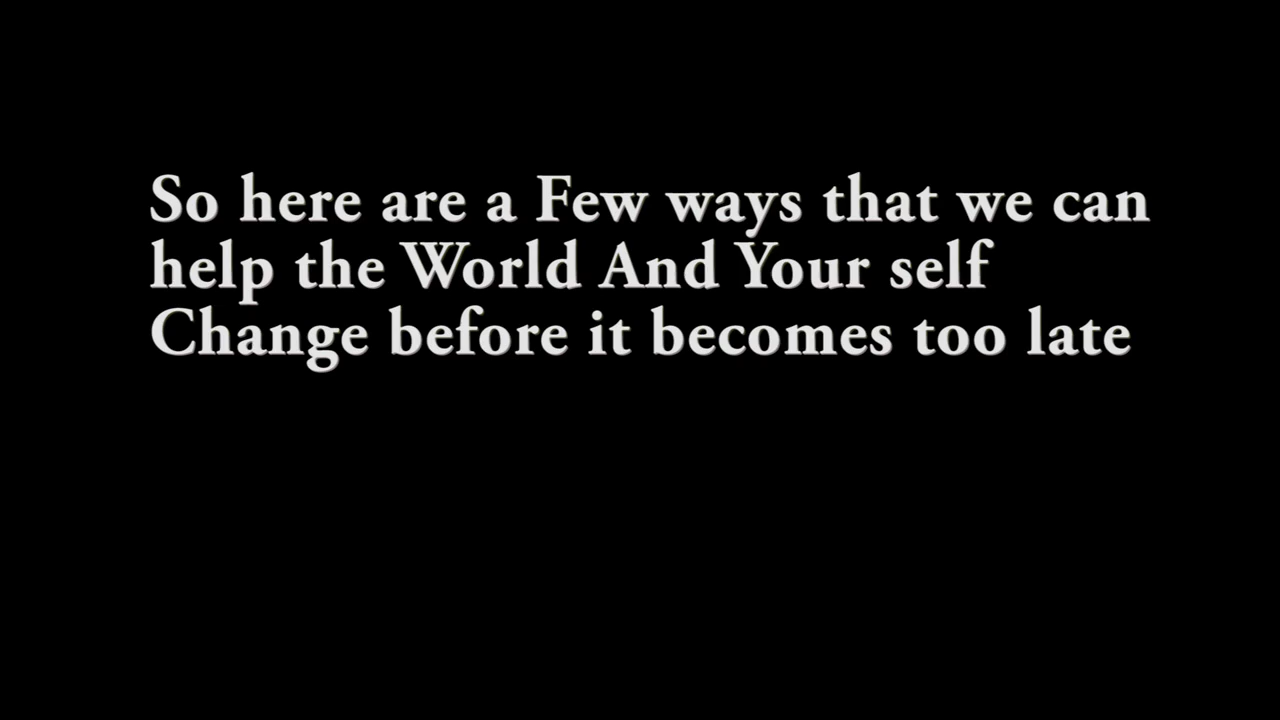 So here are a Few ways that we can
help the World And Your self
Change before it becomes too late